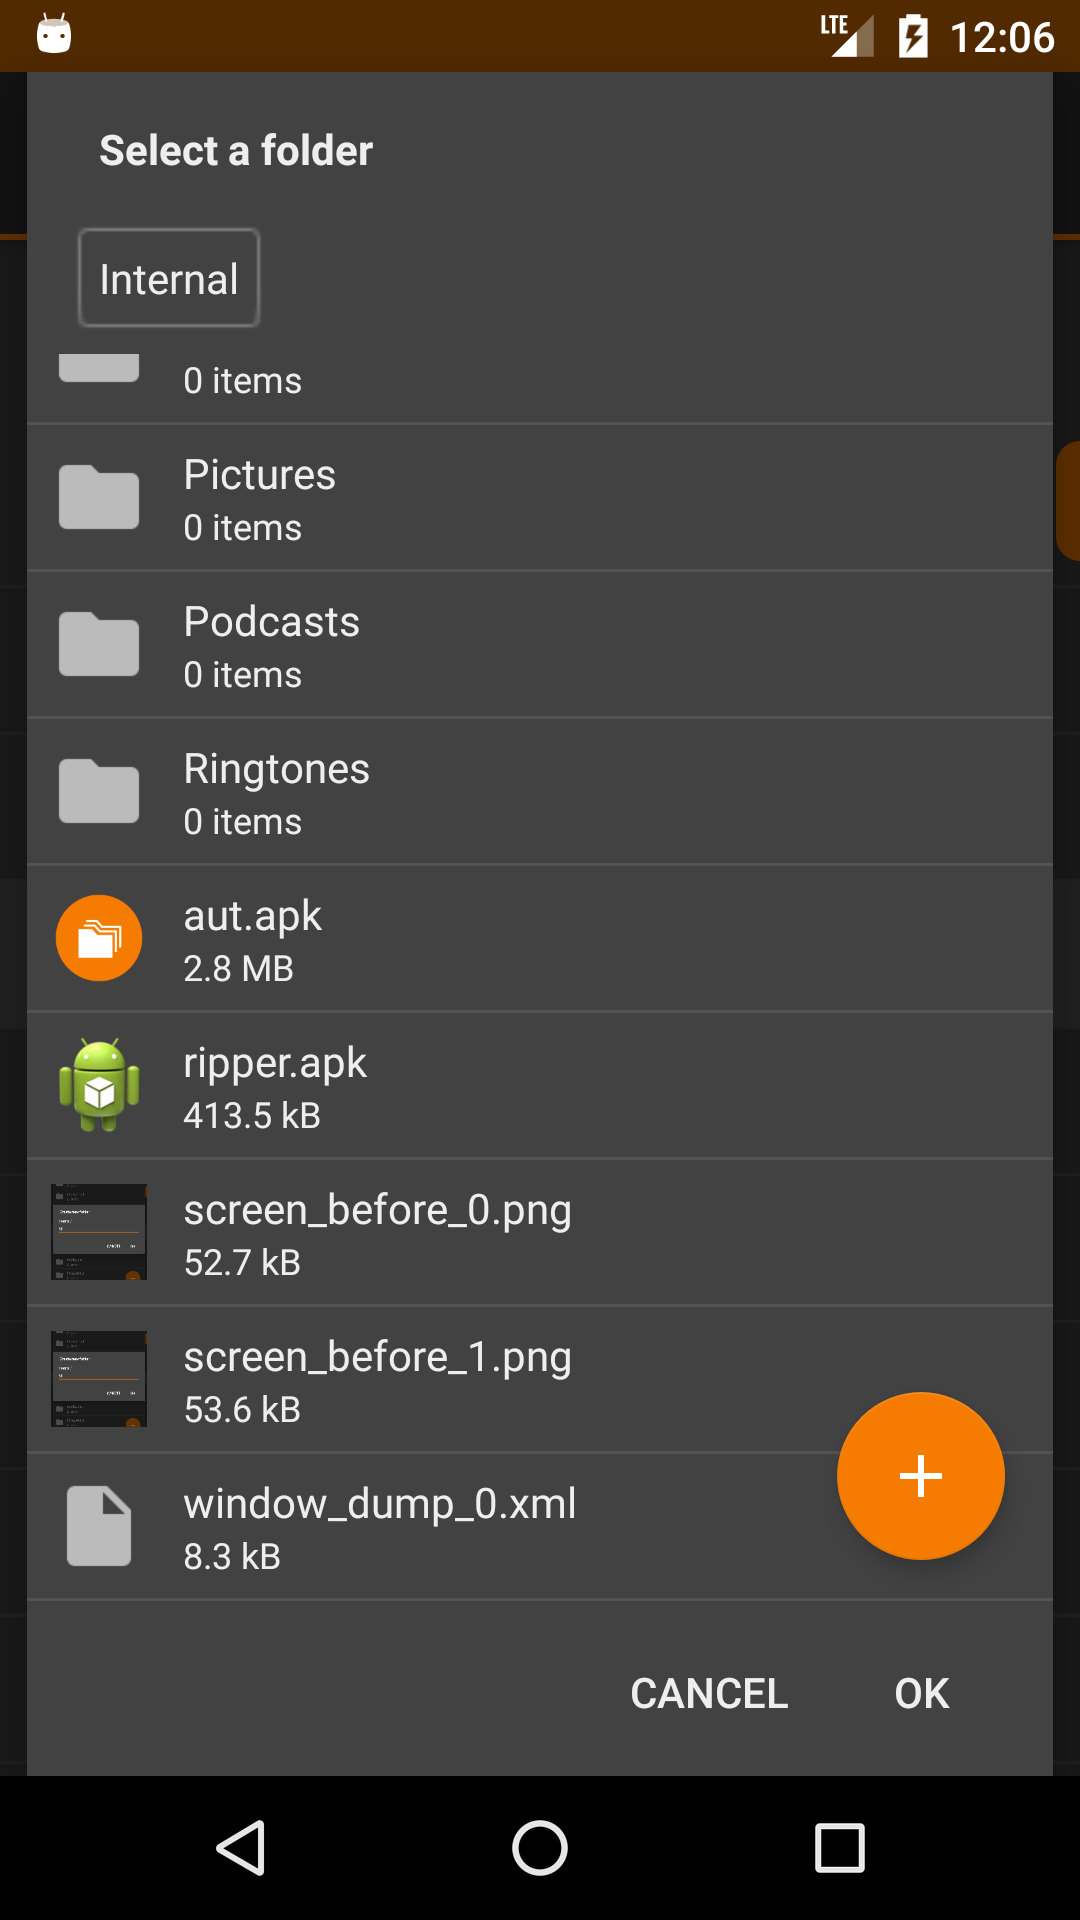 LTE 12:06
Select a folder
Internal
0 items
Pictures
0 items
Podcasts
0 items
Ringtones
0 items
aut.apk
2.8 MB
ripper.apk
413.5 kB
screen_before_0.png
52.7 kB
screen_before_1.png
53.6 kB
window_dump_0.xml
8.3 kB
CANCEL OK